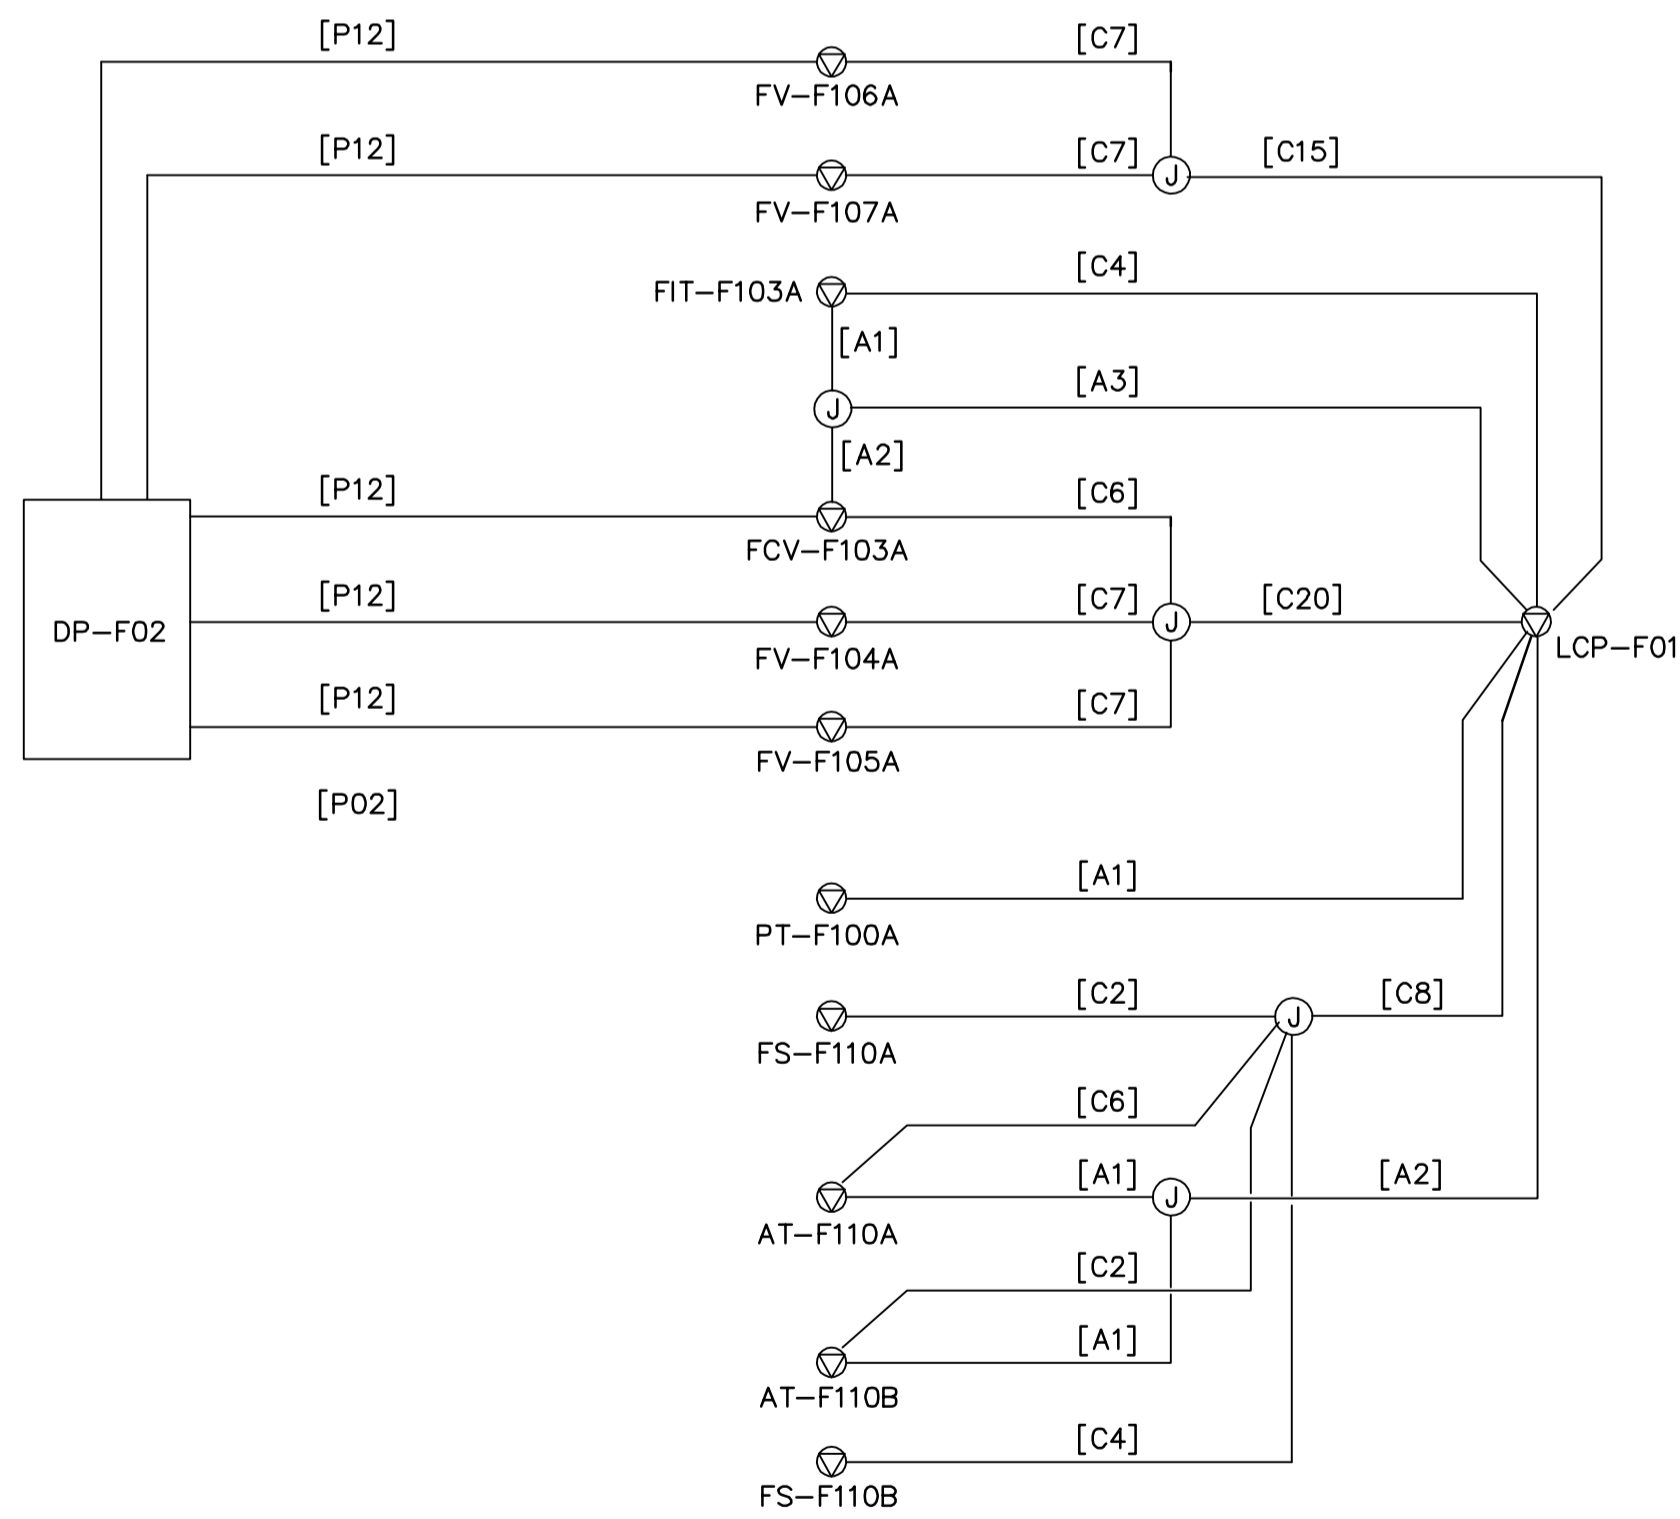 [P12]
[C7]
FV-F106A
[P12]
[C7]
J
[C15]
FV-F107A
[C4]
FIT-F103A
[A1]
[A3]
J
[A2]
[P12]
[C6]
FCV-F103A
[P12]
[C7]
J
[C20]
DP-F02
FV-F104A
LCP-F01
[P12]
[C7]
FV-F105A
[P02]
[A1]
PT-F100A
[C2]
J
[C8]
FS-F110A
[C6]
[A1]
J
[A2]
AT-F110A
[C2]
[A1]
AT-F110B
[C4]
FS-F110B